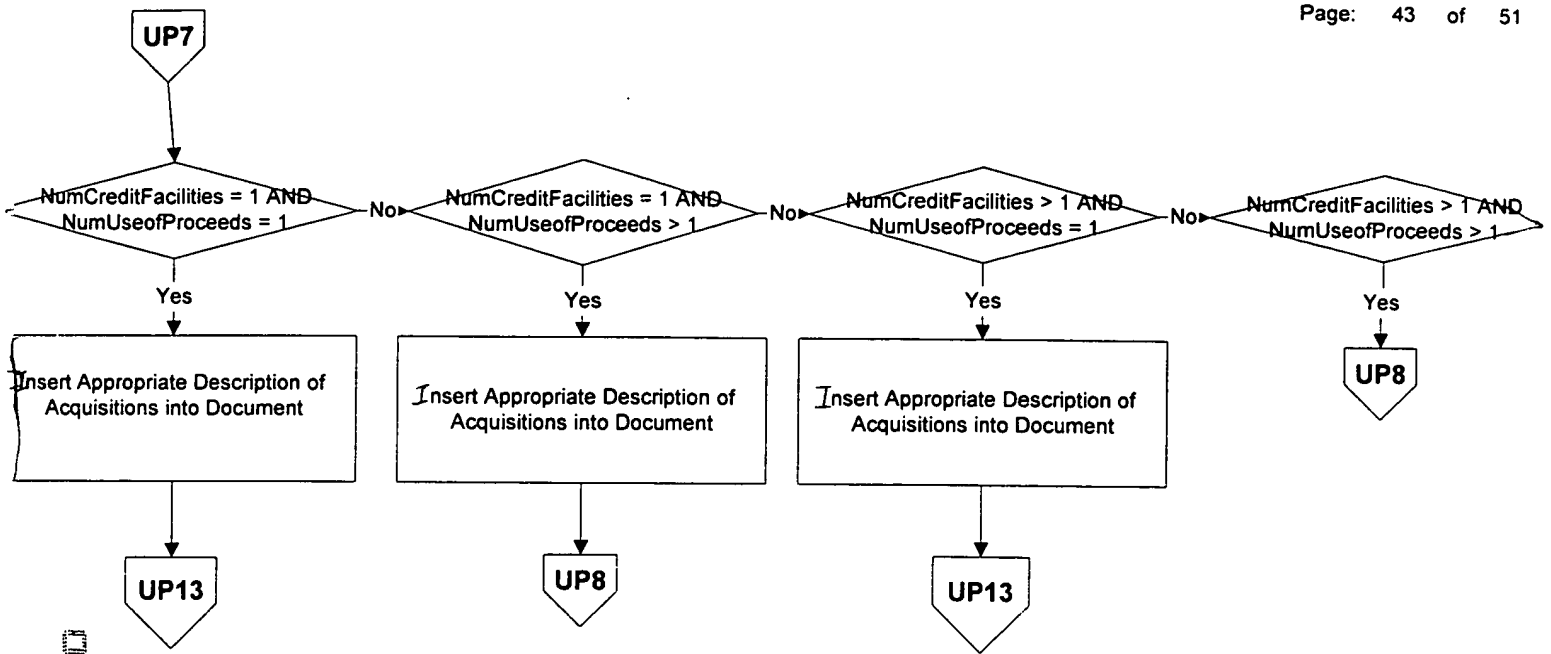 Page: 43 of 51
UP7
NumCreditFacilities = 1 AND
NumUseofProceeds = 1
No
NumCreditFacilities = 1 AND
NumUseofProceeds > 1
No
NumCreditFacilities > 1 AND
NumUseofProceeds = 1
No
NumCreditFacilities > 1 AND
NumUseofProceeds > 1
Yes
Yes
Yes
Yes
Insert Appropriate Description of
Acquisitions into Document
Insert Appropriate Description of
Acquisitions into Document
Insert Appropriate Description of
Acquisitions into Document
UP8
UP13
UP8
UP13